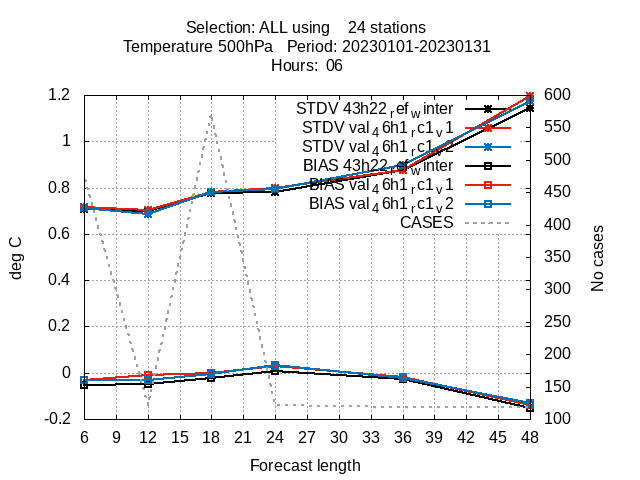 Selection: ALL using    24 stations
Temperature 500hPa   Period: 20230101-20230131
Hours: 06
1.2
1
0.8
0.6
0.4
0.2
0
-0.2
deg C
STDV 43h22_ref_winter
STDV val_46h1_rc1_v1
STDV val_46h1_rc1_v2
BIAS 43h22_ref_winter
BIAS val_46h1_rc1_v1
BIAS val_46h1_rc1_v2
CASES
600
550
500
450
400
350
300
250
200
150
100
No cases
6 9 12 15 18 21 24 27 30 33 36 39 42 45 48
Forecast length